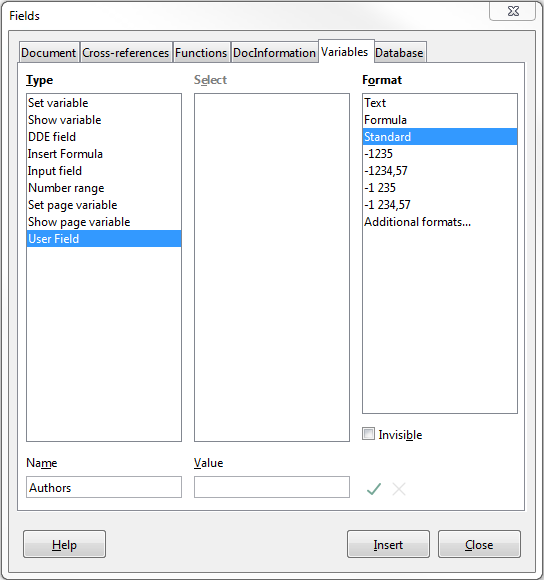 Fields
Document Cross-references Functions DocInformation Variables Database
Type Select Format
Set variable
Show variable
DDE field
Insert Formula
Input field
Number range
Set page variable
Show page variable
User Field
Text
Formula
Standard
-1235
-1234,57
-1 235
-1 234,57
Additional formats...
Invisible
Name Value
Authors
Help Insert Close